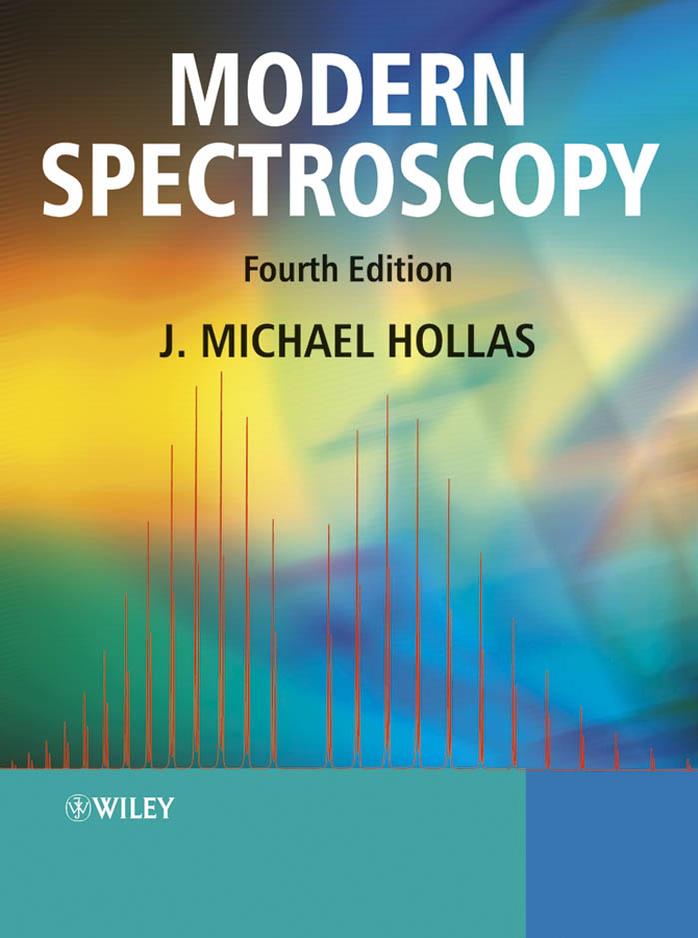 MODERN
SPECTROSCOPY
Fourth Edition
J. MICHAEL HOLLAS
WILEY